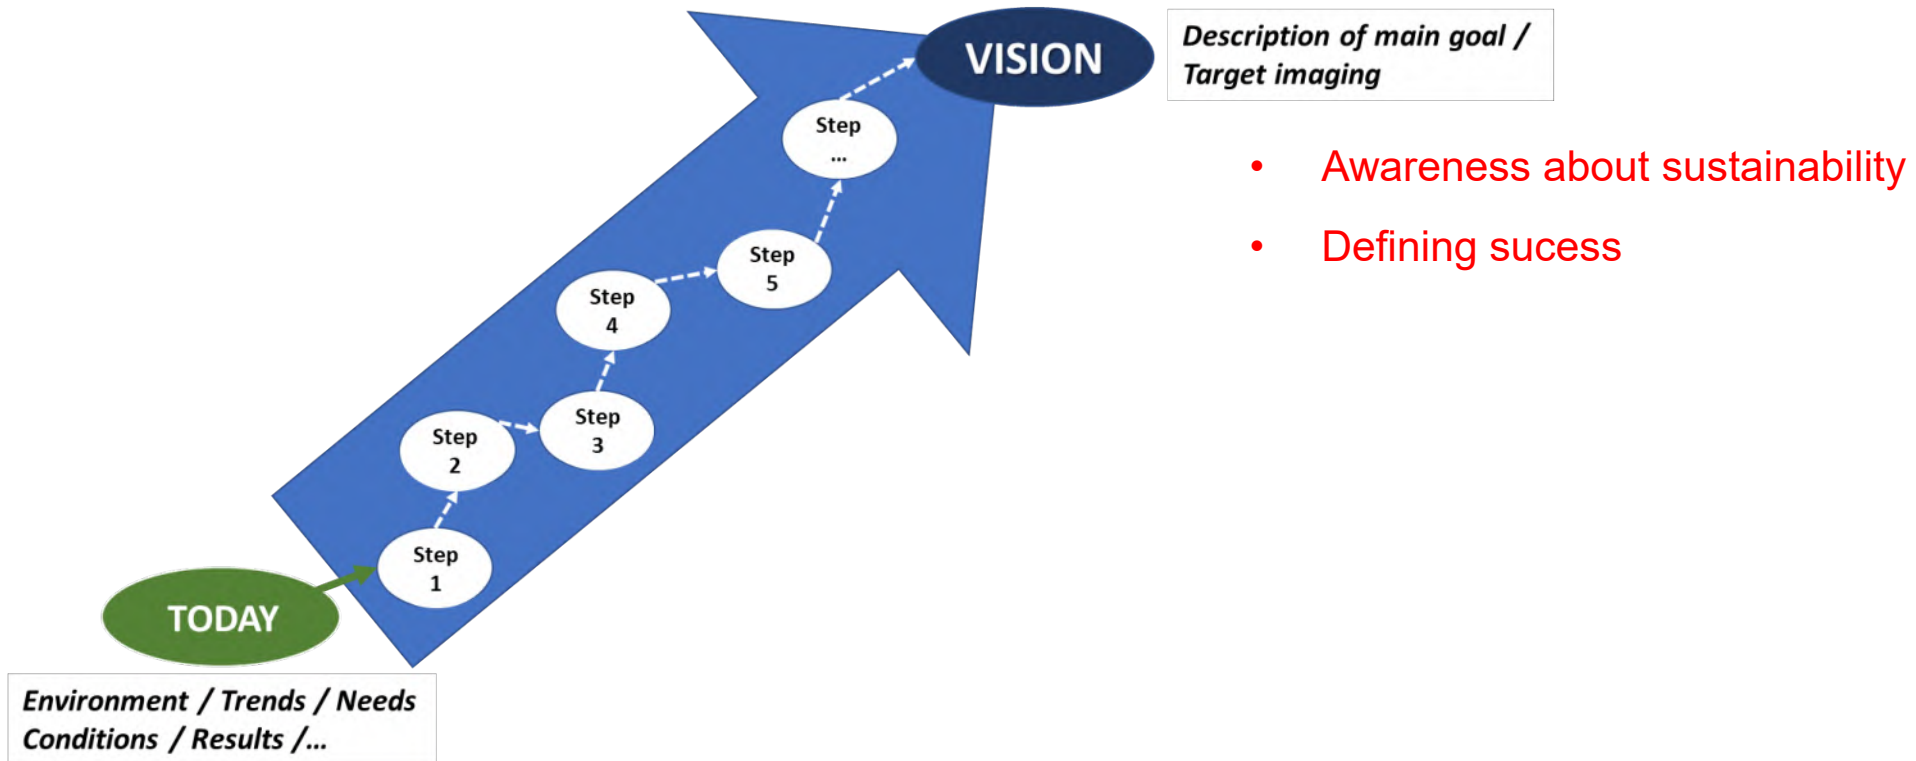 VISION
Description of main goal /
Target imaging
• Awareness about sustainability
• Defining sucess
Step
...
Step
5
Step
4
Step
3
Step
2
Step
1
TODAY
Environment / Trends / Needs
Conditions / Results /...